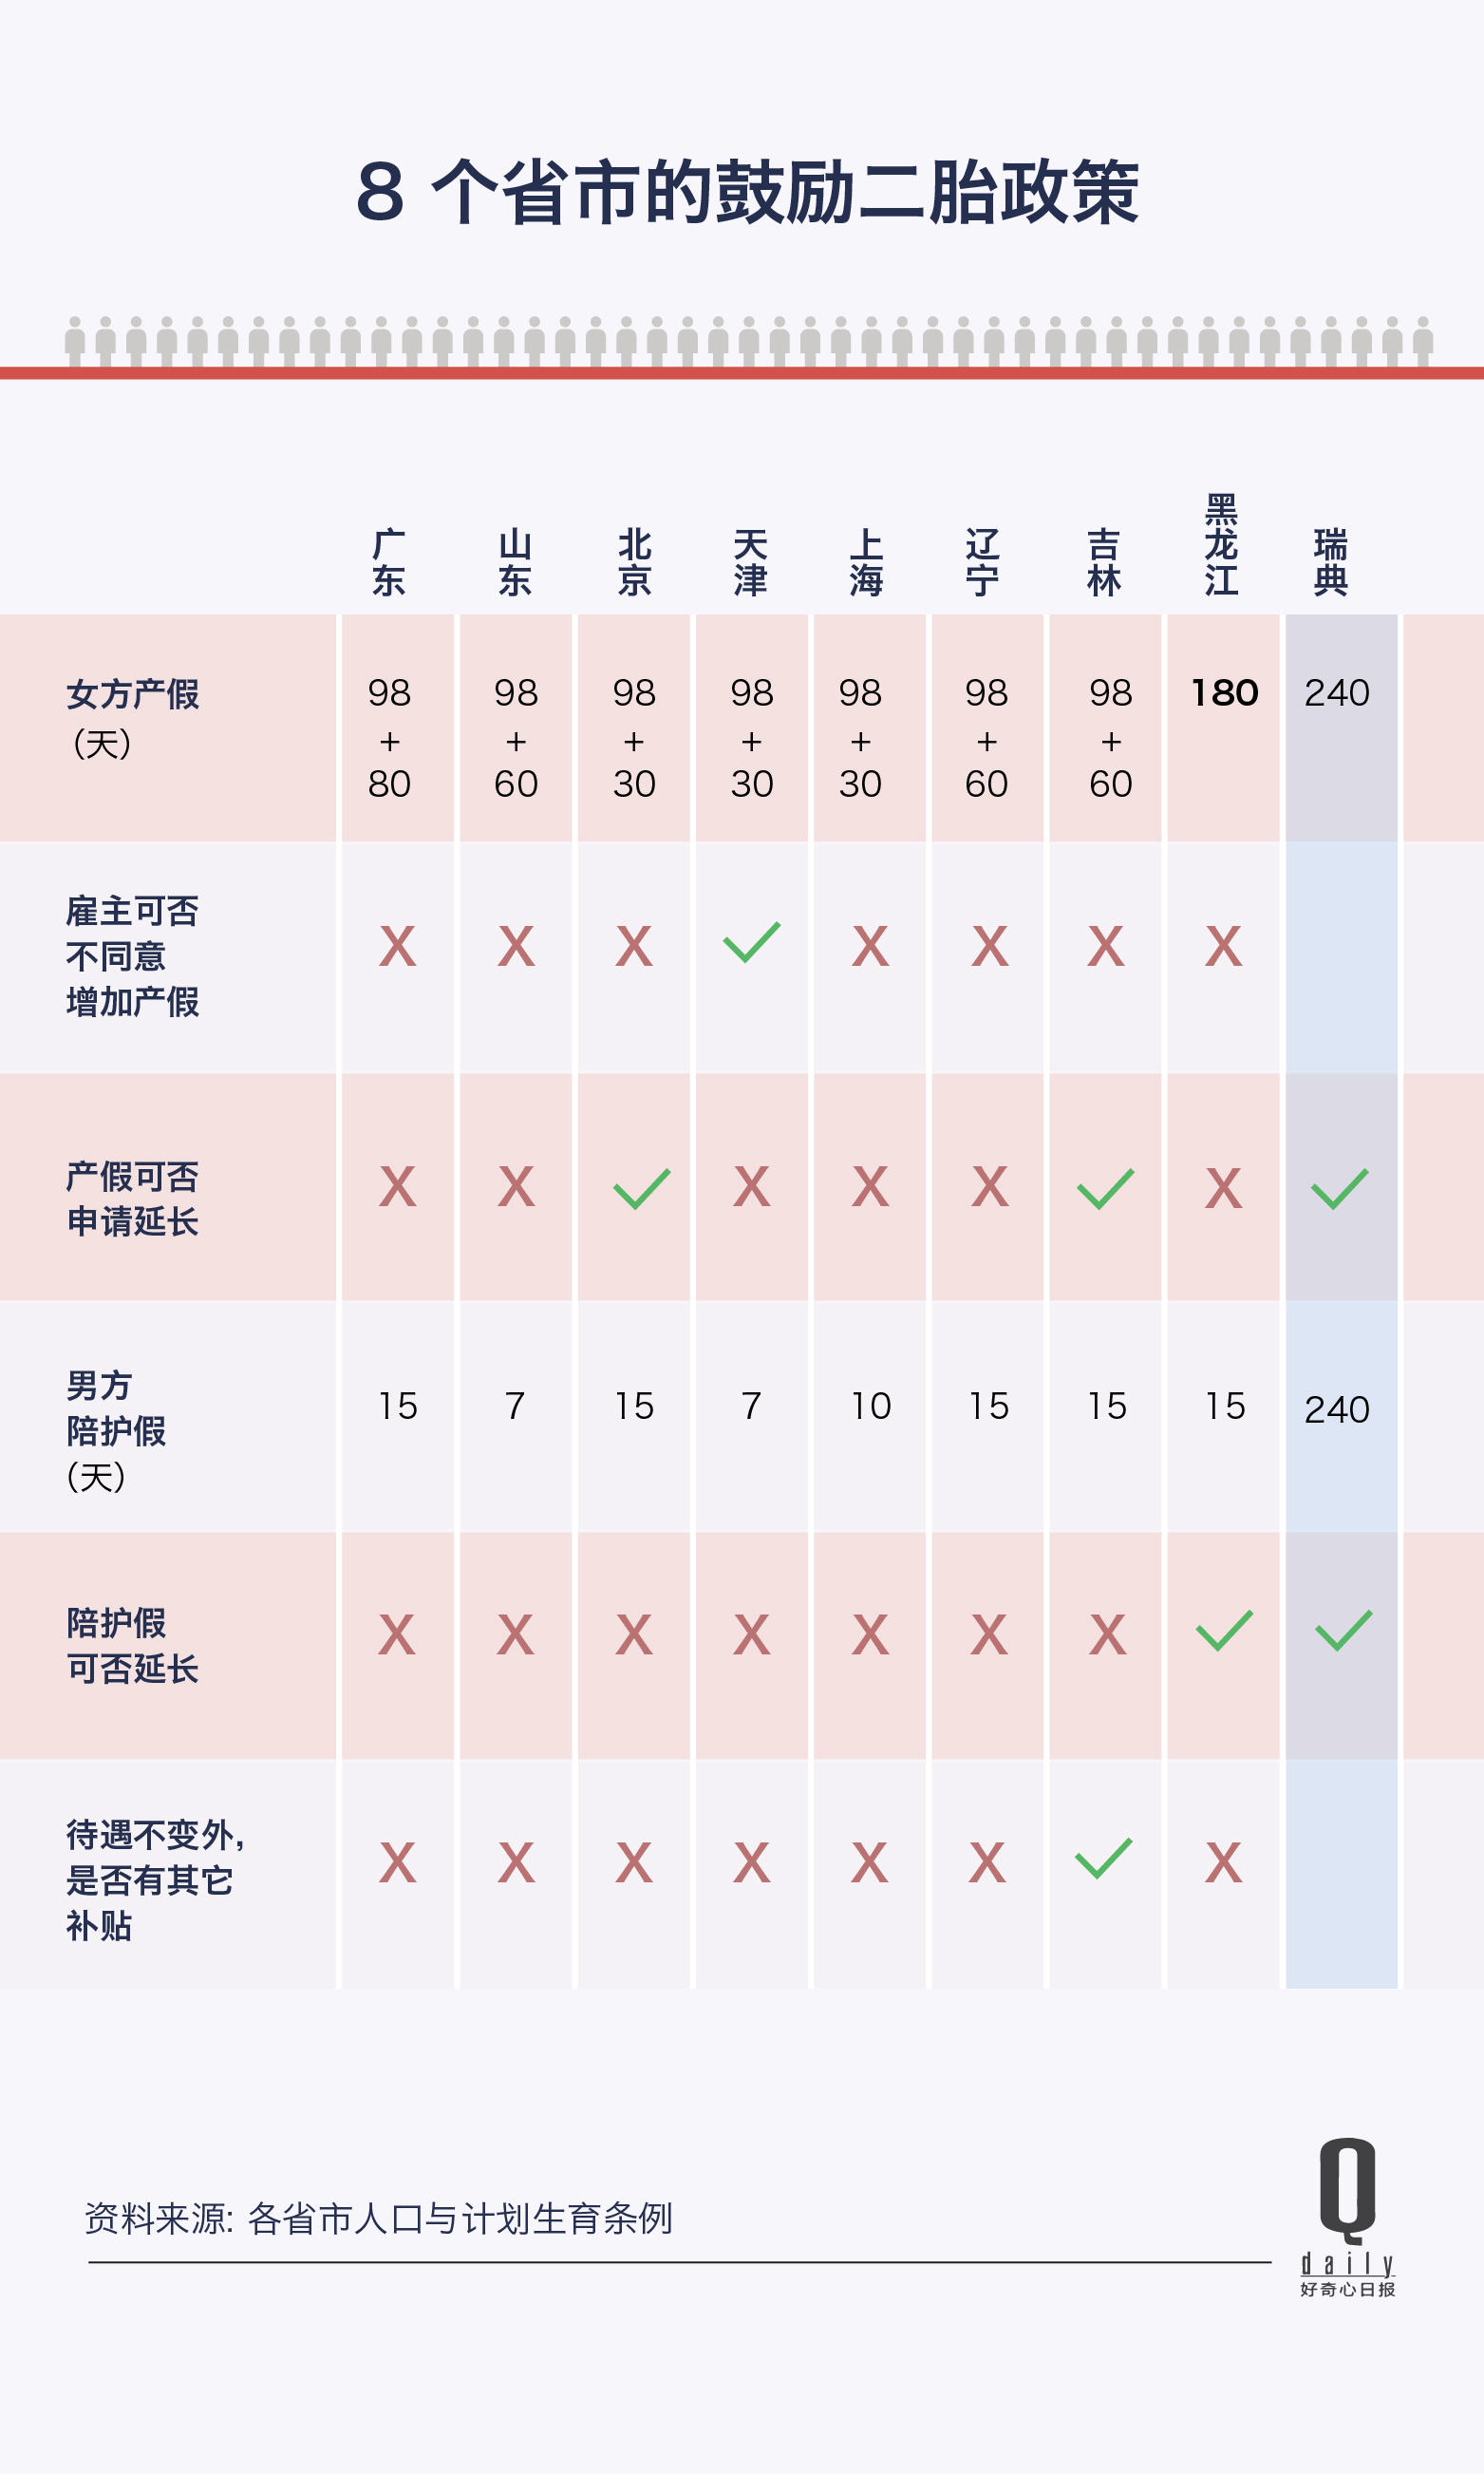 8 个省市的鼓励二胎政策
广东 山东 北京 天津 上海 辽宁 吉林 黑龙江 瑞典
女方产假
（天）
98 + 80
98 + 60
98 + 30
98 + 30
98 + 30
98 + 60
98 + 60
180
240
雇主可否
不同意
增加产假
X X X ✓ X X X X
产假可否
申请延长
X X ✓ X X X ✓ X ✓
男方
陪护假
（天）
15 7 15 7 10 15 15 15 240
陪护假
可否延长
X X X X X X X ✓ ✓
待遇不变外,
是否有其它
补贴
X X X X X X ✓ X
资料来源: 各省市人口与计划生育条例
Q
daily
好奇心日报